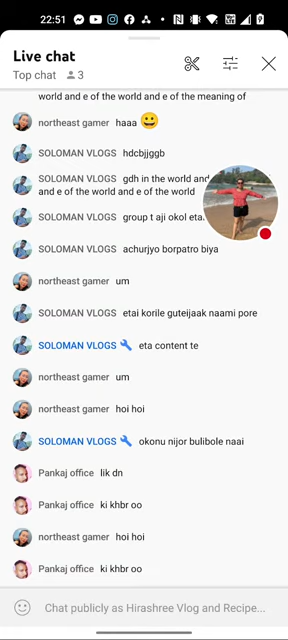 22:51
Live chat
Top chat 3
world and e of the world and e of the meaning of
northeast gamer haaa
SOLOMAN VLOGS hdcbjjggb
SOLOMAN VLOGS gdh in the world and
and e of the world and e of the world
SOLOMAN VLOGS group t aji okol eta
SOLOMAN VLOGS achurjyo borpatro biya
northeast gamer um
SOLOMAN VLOGS etai korile guteijaak naami pore
SOLOMAN VLOGS eta content te
northeast gamer um
northeast gamer hoi hoi
SOLOMAN VLOGS okonu nijor bulibole naai
Pankaj office lik dn
Pankaj office ki khbr oo
northeast gamer hoi hoi
Pankaj office ki khbr oo
Chat publicly as Hirashree Vlog and Recipe...